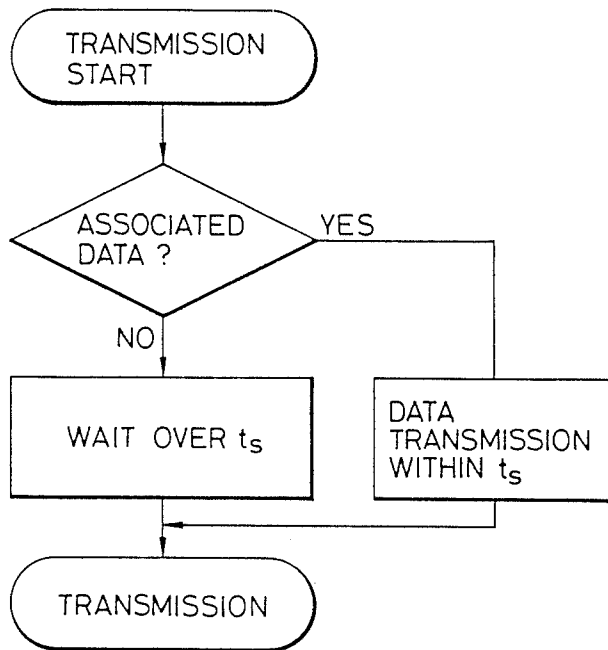 TRANSMISSION
START
ASSOCIATED
DATA ?
YES
NO
WAIT OVER ts
DATA
TRANSMISSION
WITHIN ts
TRANSMISSION